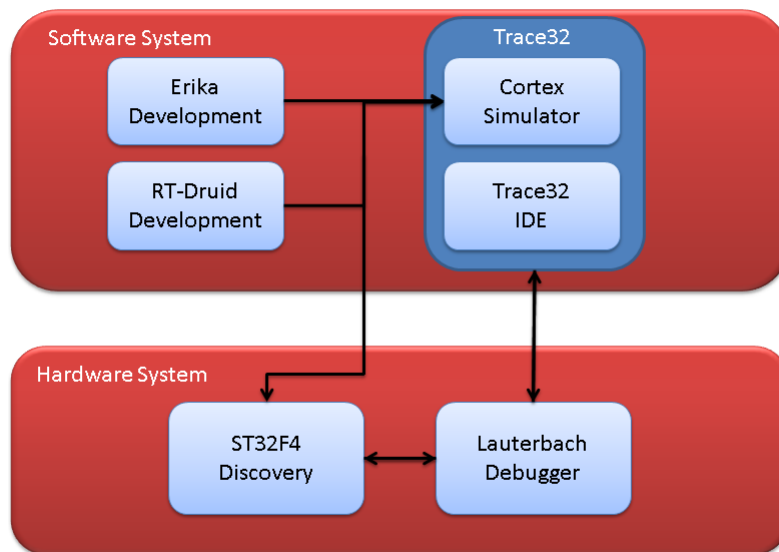 Software System
Trace32
Erika
Development
Cortex
Simulator
RT-Druid
Development
Trace32
IDE
Hardware System
ST32F4
Discovery
Lauterbach
Debugger